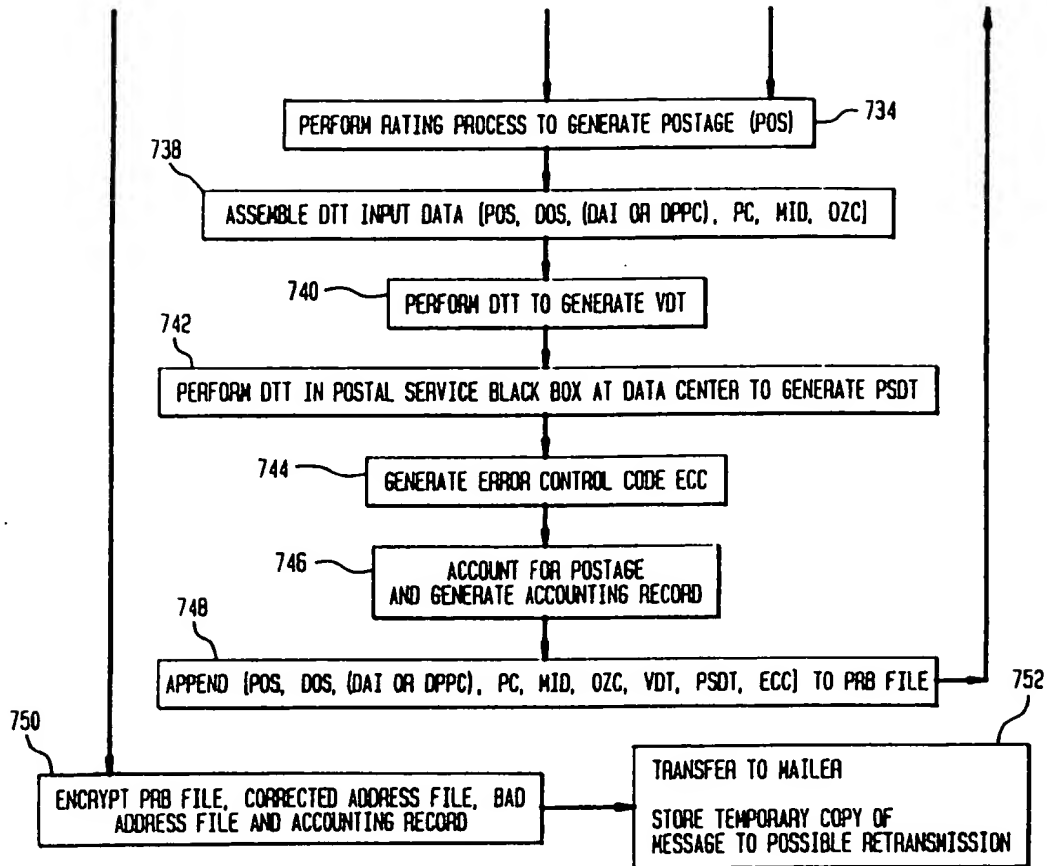 PERFORM RATING PROCESS TO GENERATE POSTAGE (POS)
734
738
ASSEMBLE DTT INPUT DATA (POS, DOS, (DAI OR DPPC), PC, MID, OZC)
740
PERFORM DTT TO GENERATE VDT
742
PERFORM DTT IN POSTAL SERVICE BLACK BOX AT DATA CENTER TO GENERATE PSDT
744
GENERATE ERROR CONTROL CODE ECC
746
ACCOUNT FOR POSTAGE
AND GENERATE ACCOUNTING RECORD
748
APPEND (POS, DOS, (DAI OR DPPC), PC, MID, OZC, VDT, PSDT, ECC) TO PRB FILE
752
750
ENCRYPT PRB FILE, CORRECTED ADDRESS FILE, BAD
ADDRESS FILE AND ACCOUNTING RECORD
TRANSFER TO MAILER
STORE TEMPORARY COPY OF
MESSAGE TO POSSIBLE RETRANSMISSION